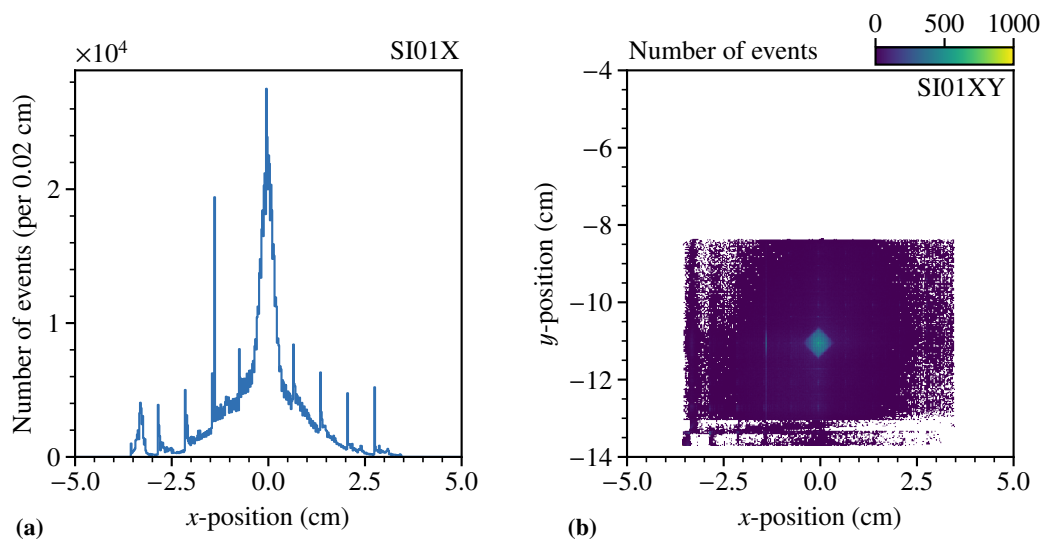 ×10⁴
SI01X
Number of events (per 0.02 cm)
2
1
0
−5.0
−2.5
0.0
2.5
5.0
x-position (cm)
(a)
0
500
1000
Number of events
SI01XY
y-position (cm)
−4
−6
−8
−10
−12
−14
−5.0
−2.5
0.0
2.5
5.0
x-position (cm)
(b)